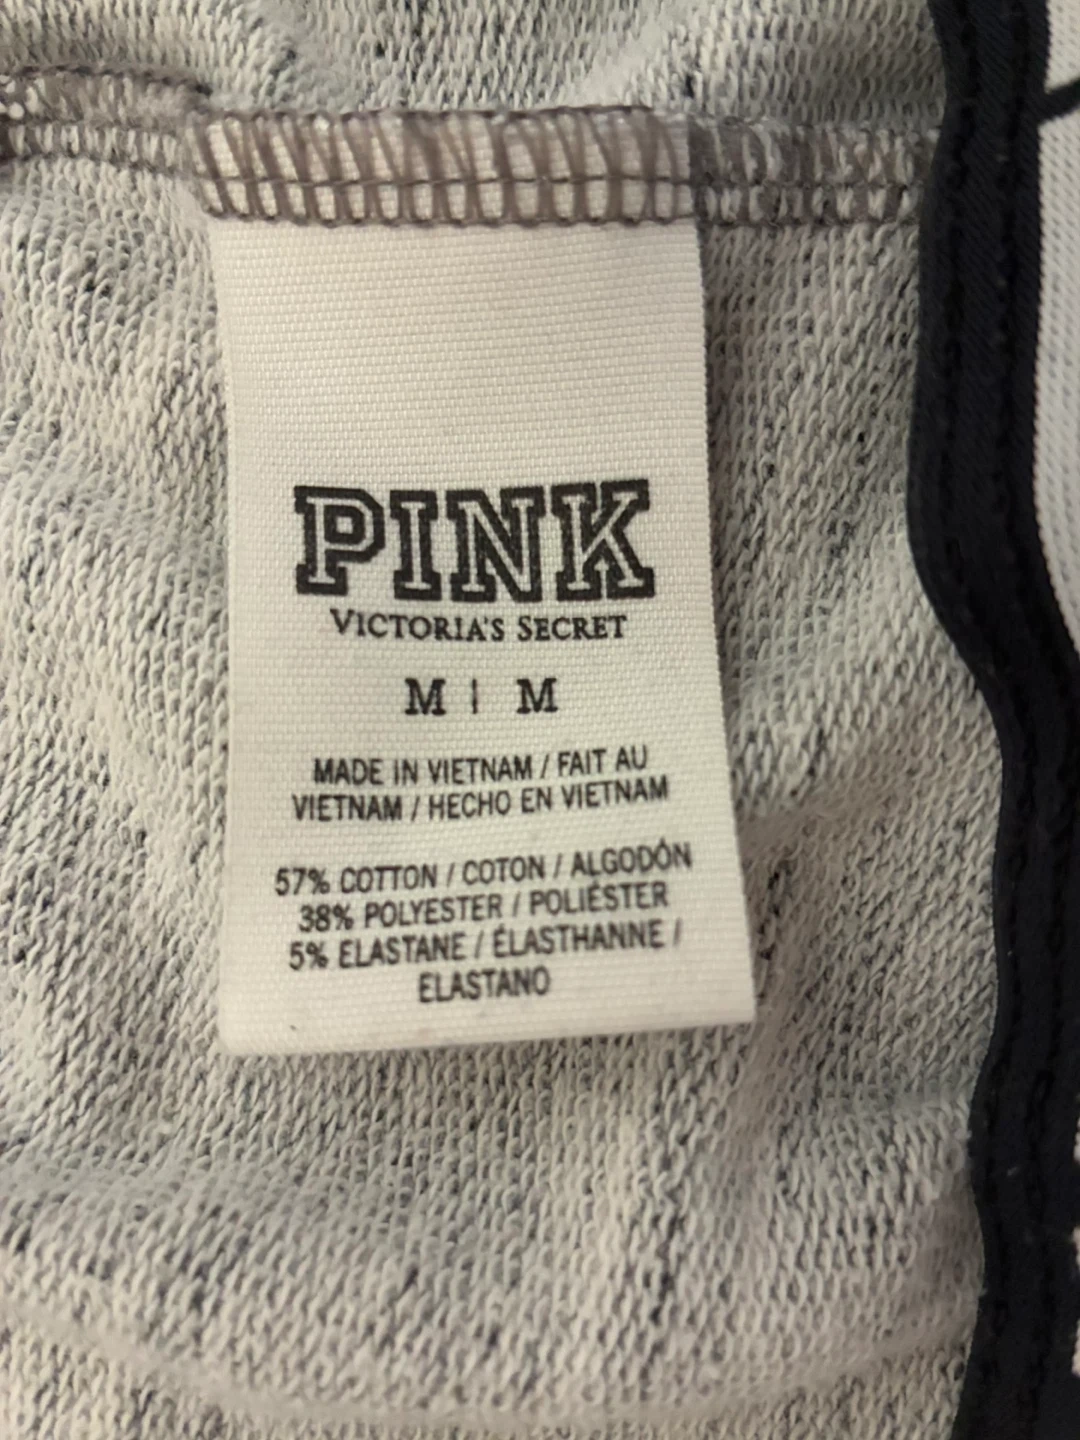 PINK
VICTORIA'S SECRET
M | M
MADE IN VIETNAM / FAIT AU
VIETNAM / HECHO EN VIETNAM
57% COTTON / COTON / ALGODÓN
38% POLYESTER / POLIÉSTER
5% ELASTANE / ÉLASTHANNE /
ELASTANO